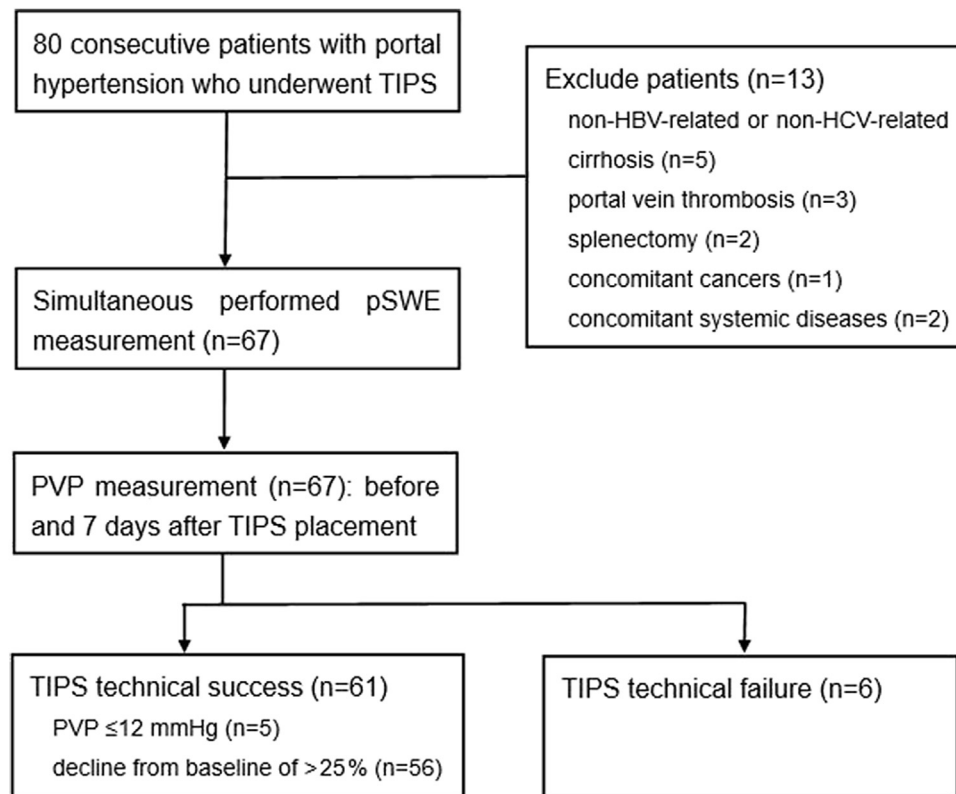 80 consecutive patients with portal
hypertension who underwent TIPS
Exclude patients (n=13)
non-HBV-related or non-HCV-related
cirrhosis (n=5)
portal vein thrombosis (n=3)
splenectomy (n=2)
concomitant cancers (n=1)
concomitant systemic diseases (n=2)
Simultaneous performed pSWE
measurement (n=67)
PVP measurement (n=67): before
and 7 days after TIPS placement
TIPS technical success (n=61)
PVP ≤12 mmHg (n=5)
decline from baseline of >25% (n=56)
TIPS technical failure (n=6)